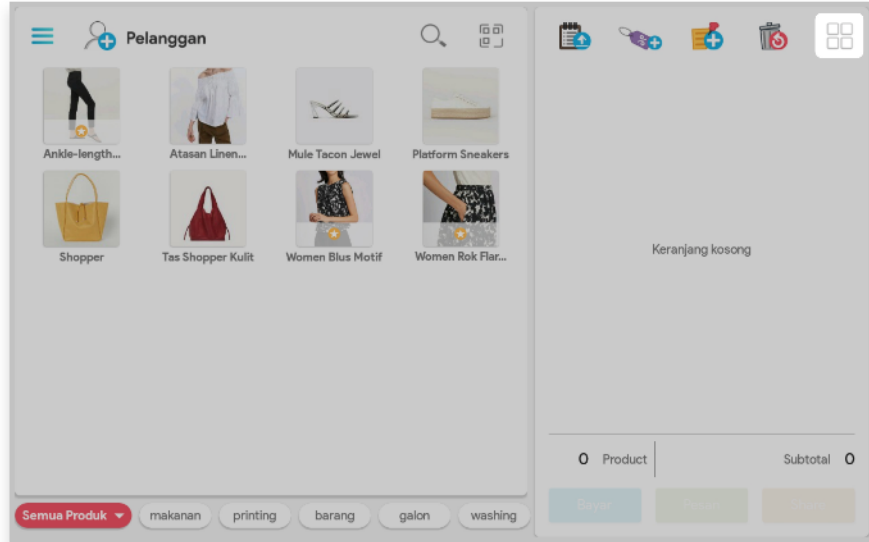 Pelanggan
Ankle-length...
Atasan Linen...
Mule Tacon Jewel
Platform Sneakers
Shopper
Tas Shopper Kulit
Women Blus Motif
Women Rok Flar...
Keranjang kosong
0 Product
Subtotal 0
Bayar
Semua Produk
makanan
printing
barang
galon
washing